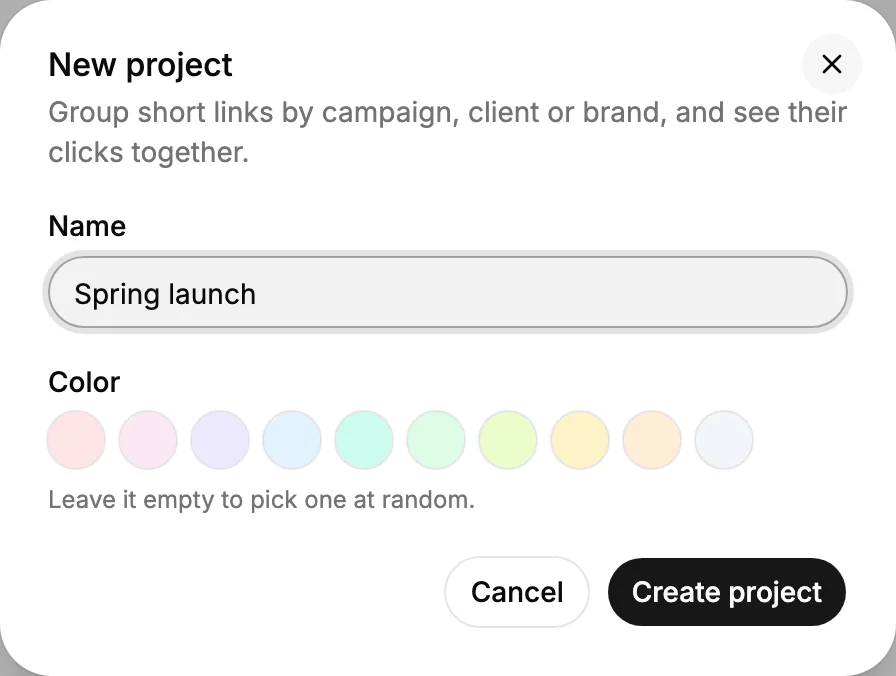 New project
Group short links by campaign, client or brand, and see their
clicks together.
Name
Spring launch
Color
Leave it empty to pick one at random.
Cancel
Create project